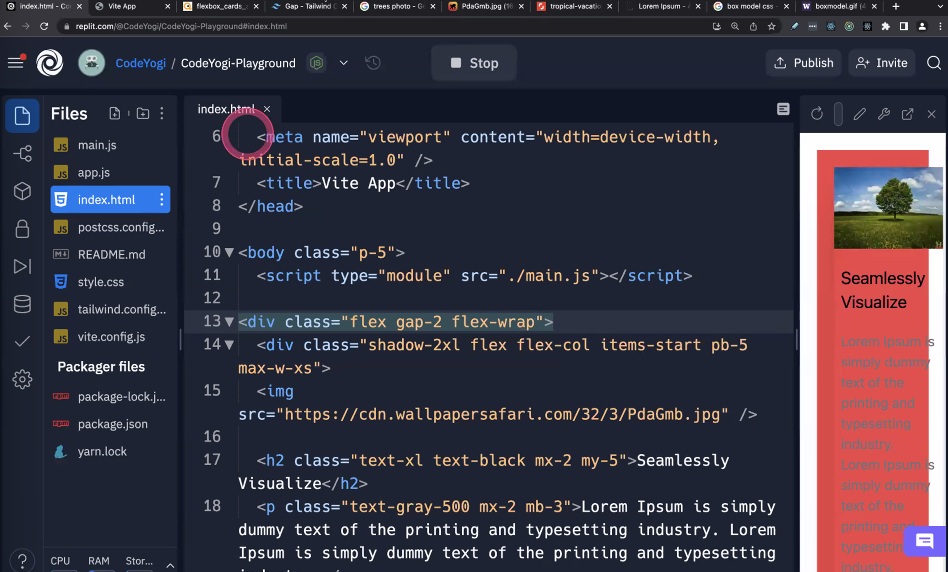 index.html - Co
Vite App
flexbox_cards_c
Gap - Tailwind C
trees photo - Go
PdaGmb.jpg (16
tropical-vacatio
Lorem Ipsum -
box model css -
boxmodel.gif (4
replit.com/@CodeYogi/CodeYogi-Playground#index.html
CodeYogi / CodeYogi-Playground
Stop
Publish
Invite
Files
index.html
main.js
app.js
index.html
postcss.config...
README.md
style.css
tailwind.config...
vite.config.js
Packager files
package-lock.j...
package.json
yarn.lock
CPU RAM Stor...
6 <meta name="viewport" content="width=device-width,
initial-scale=1.0" />
7 <title>Vite App</title>
8 </head>
9
10 <body class="p-5">
11 <script type="module" src="./main.js"></script>
12
13 <div class="flex gap-2 flex-wrap">
14 <div class="shadow-2xl flex flex-col items-start pb-5
max-w-xs">
15 <img
src="https://cdn.wallpapersafari.com/32/3/PdaGmb.jpg" />
16
17 <h2 class="text-xl text-black mx-2 my-5">Seamlessly
Visualize</h2>
18 <p class="text-gray-500 mx-2 mb-3">Lorem Ipsum is simply
dummy text of the printing and typesetting industry. Lorem
Ipsum is simply dummy text of the printing and typesetting
Seamlessly
Visualize
Lorem Ipsum is
simply dummy
text of the
printing and
typesetting
industry.
Lorem Ipsum is
simply dummy
text of the
printing and
typesetting
industry.